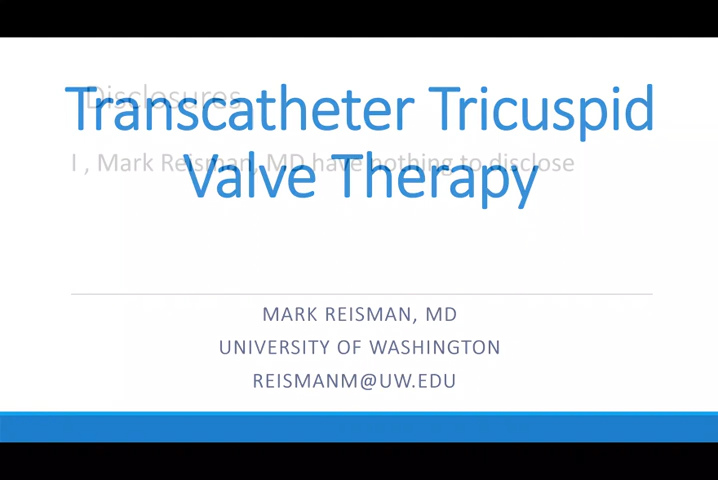 Disclosures
Transcatheter Tricuspid
I , Mark Reisman, MD have nothing to disclose
Valve Therapy
MARK REISMAN, MD
UNIVERSITY OF WASHINGTON
REISMANM@UW.EDU